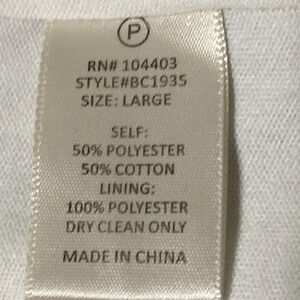 P
RN# 104403
STYLE#BC1935
SIZE: LARGE
SELF:
50% POLYESTER
50% COTTON
LINING:
100% POLYESTER
DRY CLEAN ONLY
MADE IN CHINA